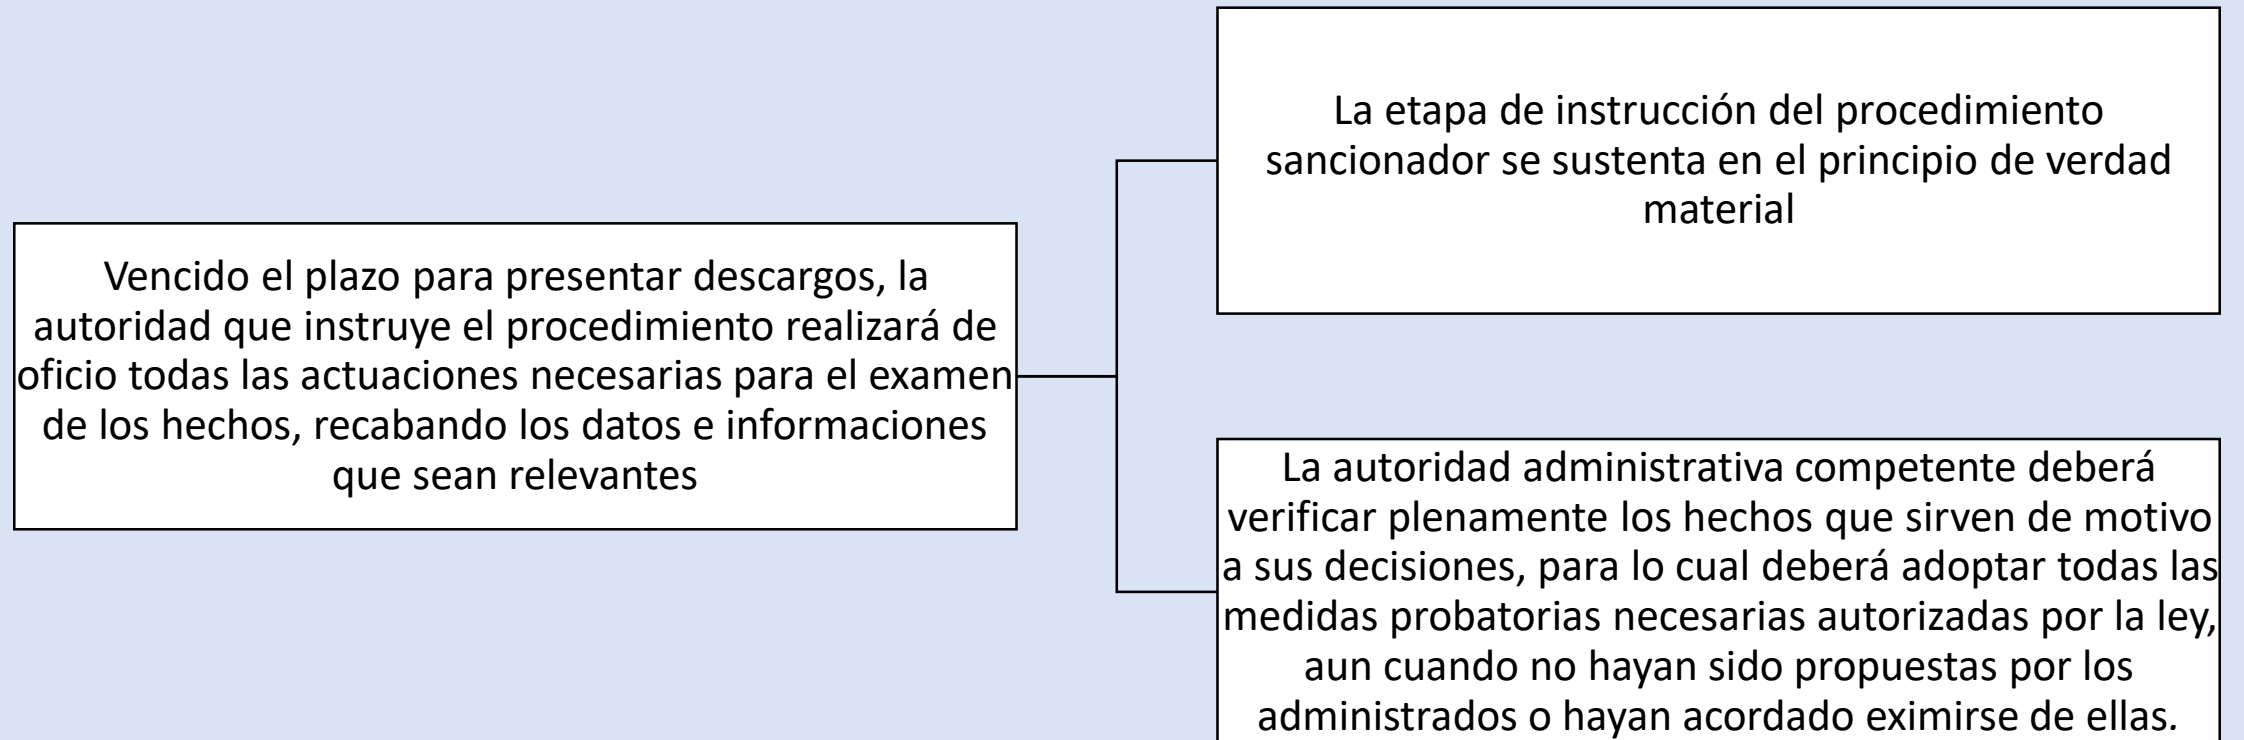 Vencido el plazo para presentar descargos, la
autoridad que instruye el procedimiento realizará de
oficio todas las actuaciones necesarias para el examen
de los hechos, recabando los datos e informaciones
que sean relevantes
La etapa de instrucción del procedimiento
sancionador se sustenta en el principio de verdad
material
La autoridad administrativa competente deberá
verificar plenamente los hechos que sirven de motivo
a sus decisiones, para lo cual deberá adoptar todas las
medidas probatorias necesarias autorizadas por la ley,
aun cuando no hayan sido propuestas por los
administrados o hayan acordado eximirse de ellas.